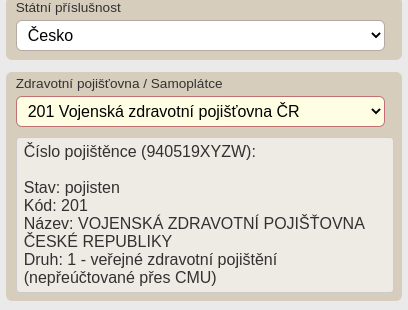 Státní příslušnost
Česko
Zdravotní pojišťovna / Samoplátce
201 Vojenská zdravotní pojišťovna ČR
Číslo pojištěnce (940519XYZW):
Stav: pojisten
Kód: 201
Název: VOJENSKÁ ZDRAVOTNÍ POJIŠŤOVNA
ČESKÉ REPUBLIKY
Druh: 1 - veřejné zdravotní pojištění
(nepřeúčtované přes CMU)